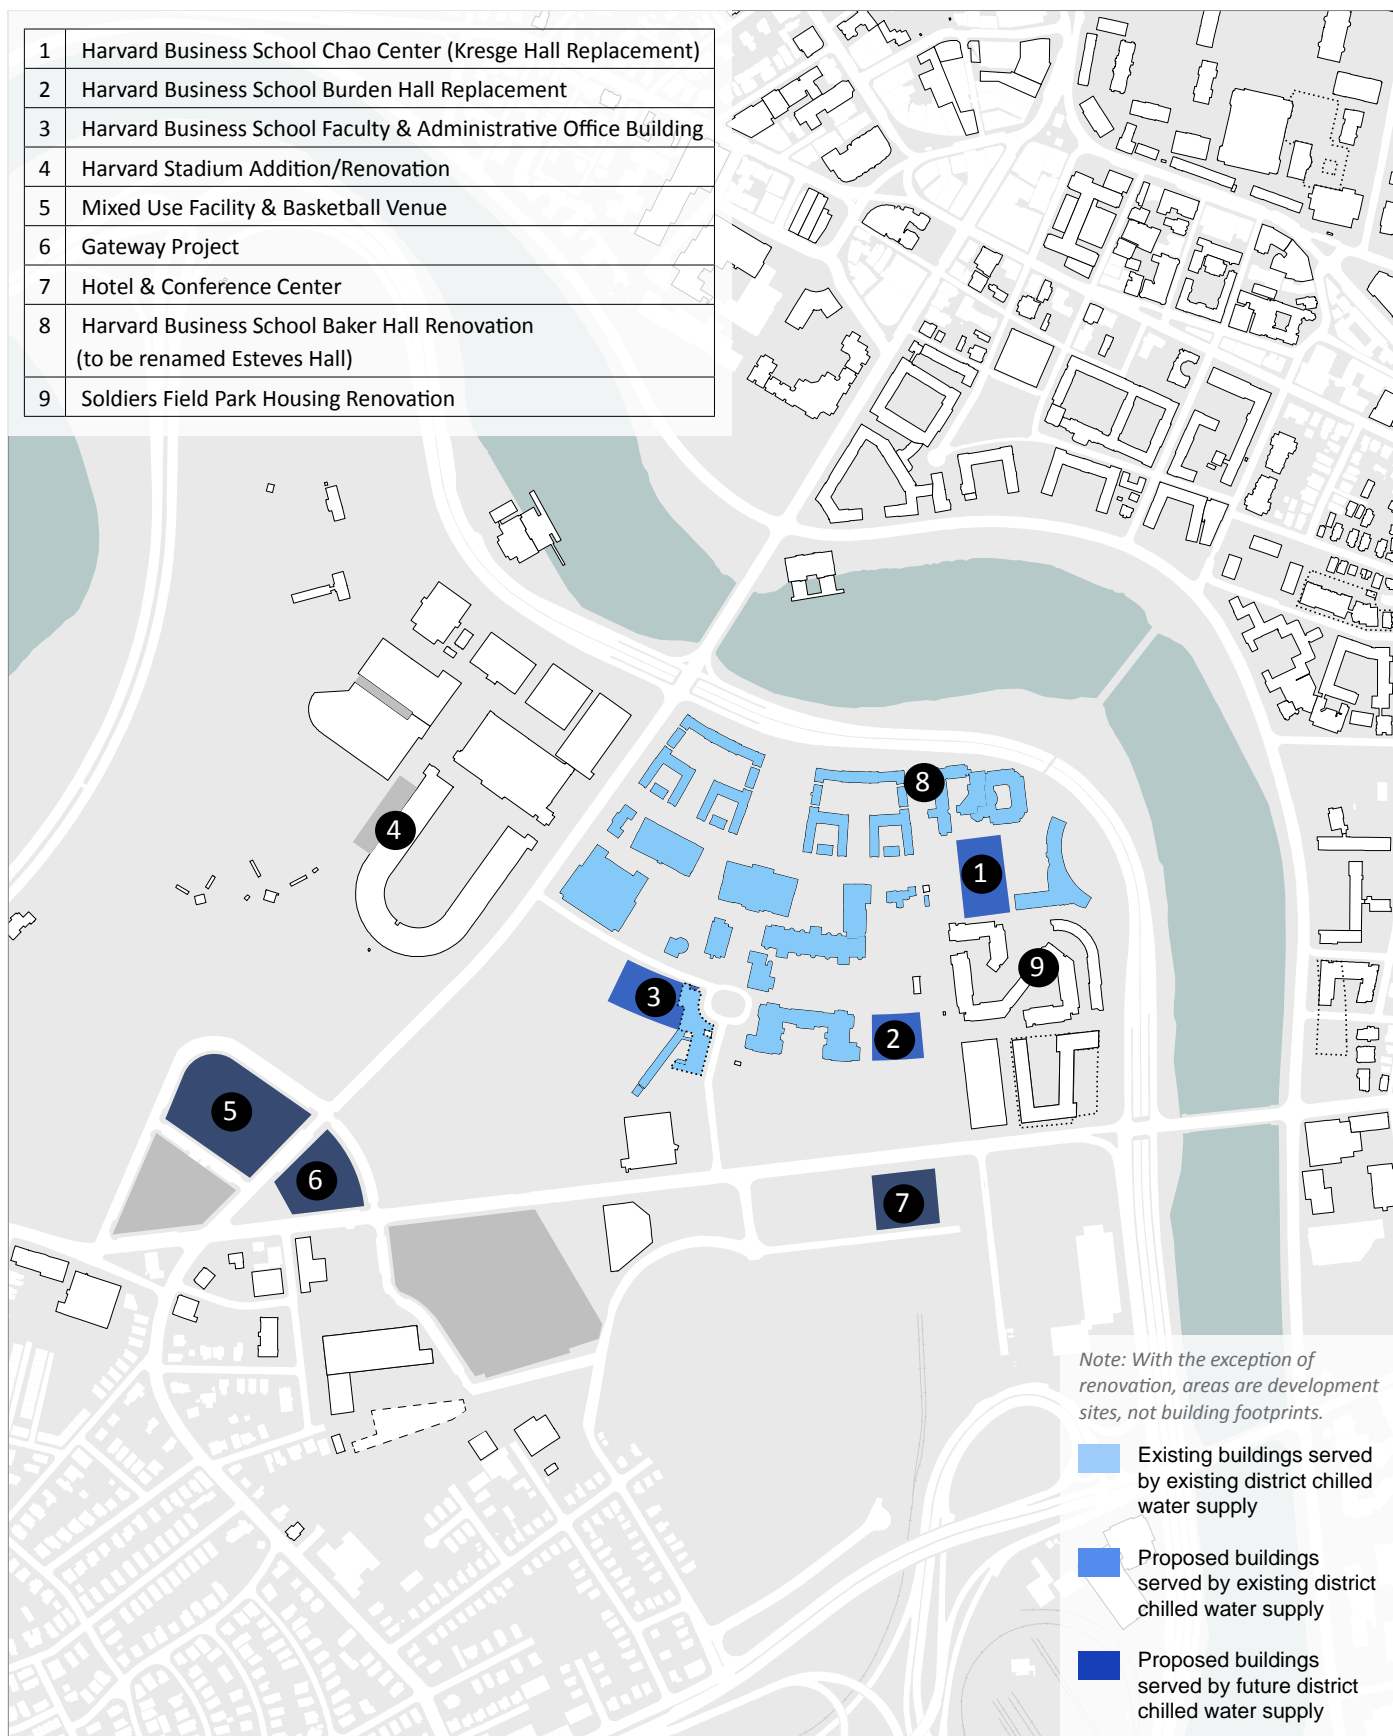 1 Harvard Business School Chao Center (Kresge Hall Replacement)
2 Harvard Business School Burden Hall Replacement
3 Harvard Business School Faculty & Administrative Office Building
4 Harvard Stadium Addition/Renovation
5 Mixed Use Facility & Basketball Venue
6 Gateway Project
7 Hotel & Conference Center
8 Harvard Business School Baker Hall Renovation
(to be renamed Esteves Hall)
9 Soldiers Field Park Housing Renovation
8
4
1
9
3
2
5
6
7
Note: With the exception of
renovation, areas are development
sites, not building footprints.
Existing buildings served
by existing district chilled
water supply
Proposed buildings
served by existing district
chilled water supply
Proposed buildings
served by future district
chilled water supply